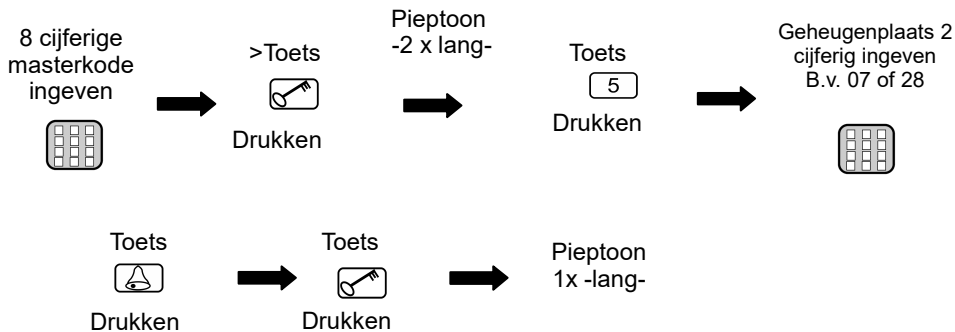 8 cijferige
masterkode
ingeven
>Toets
Drukken
Pieptoon
-2 x lang-
Toets
5
Drukken
Geheugenplaats 2
cijferig ingeven
B.v. 07 of 28
Toets
Drukken
Toets
Drukken
Pieptoon
1x -lang-